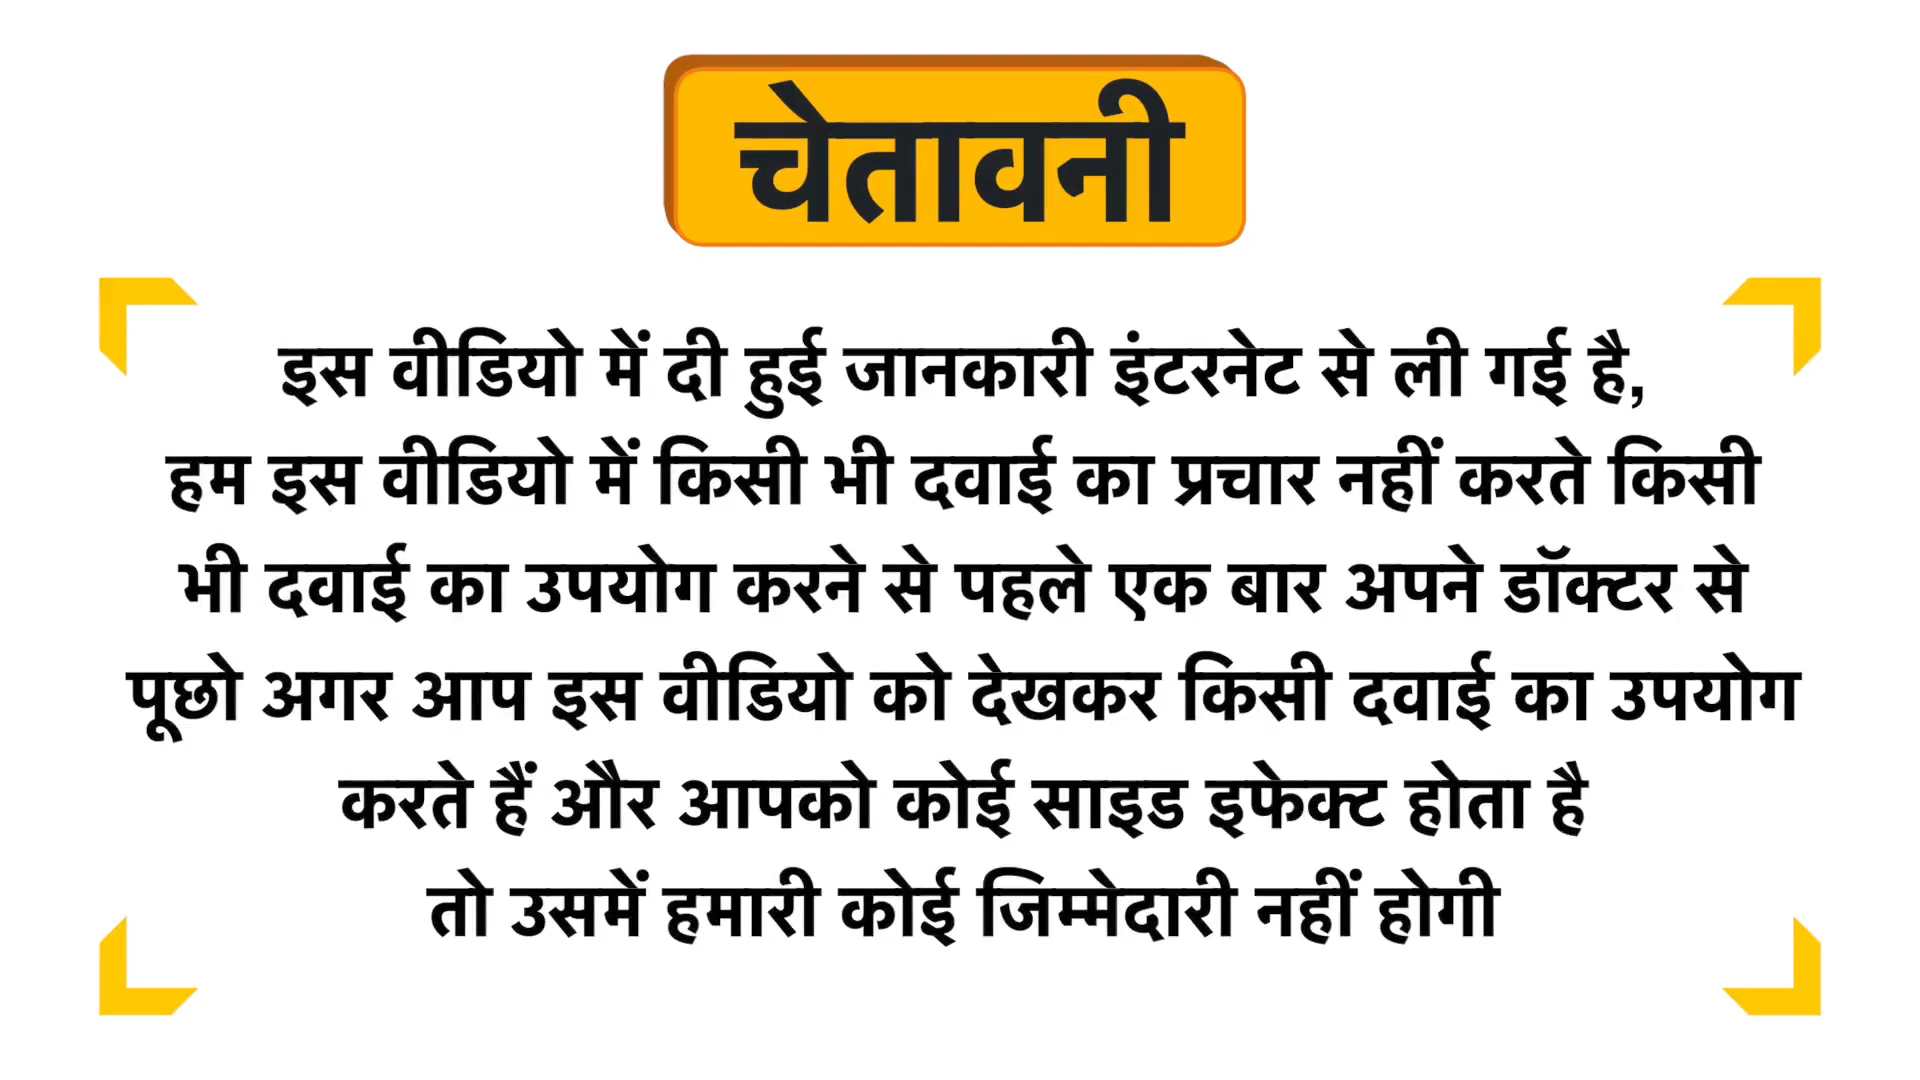 चेतावनी
इस वीडियो में दी हुई जानकारी इंटरनेट से ली गई है,
हम इस वीडियो में किसी भी दवाई का प्रचार नहीं करते किसी
भी दवाई का उपयोग करने से पहले एक बार अपने डॉक्टर से
पूछो अगर आप इस वीडियो को देखकर किसी दवाई का उपयोग
करते हैं और आपको कोई साइड इफेक्ट होता है
तो उसमें हमारी कोई जिम्मेदारी नहीं होगी